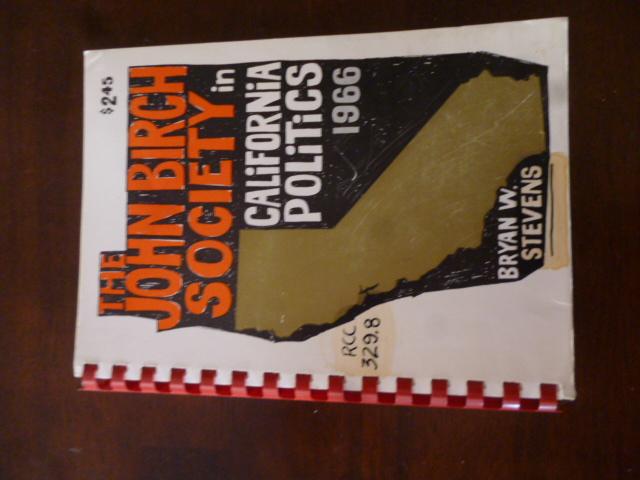 $2.45
THE
JOHN BIRCH
SOCIETY in
CALiFORNiA
POLiTiCS
1966
BRYAN W.
STEVENS
RCC
329.8